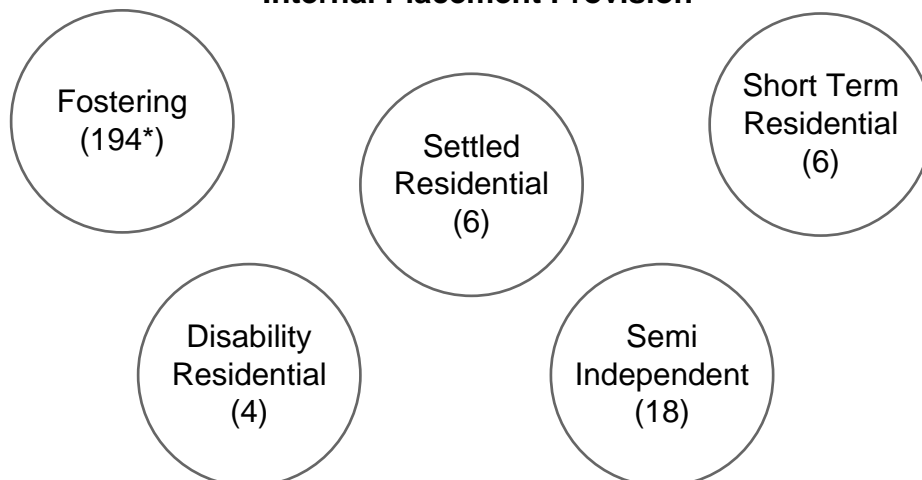 Internal Placement Provision
Fostering
(194*)
Settled
Residential
(6)
Short Term
Residential
(6)
Disability
Residential
(4)
Semi
Independent
(18)